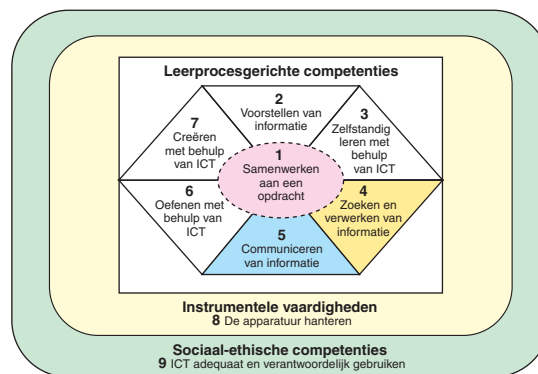 Leerprocesgerichte competenties
2
Voorstellen van
informatie
3
Zelfstandig
leren met
behulp
van ICT
7
Creëren
met behulp
van ICT
1
Samenwerken
aan een
opdracht
6
Oefenen met
behulp van
ICT
4
Zoeken en
verwerken van
informatie
5
Communiceren
van informatie
Instrumentele vaardigheden
8 De apparatuur hanteren
Sociaal-ethische competenties
9 ICT adequaat en verantwoordelijk gebruiken